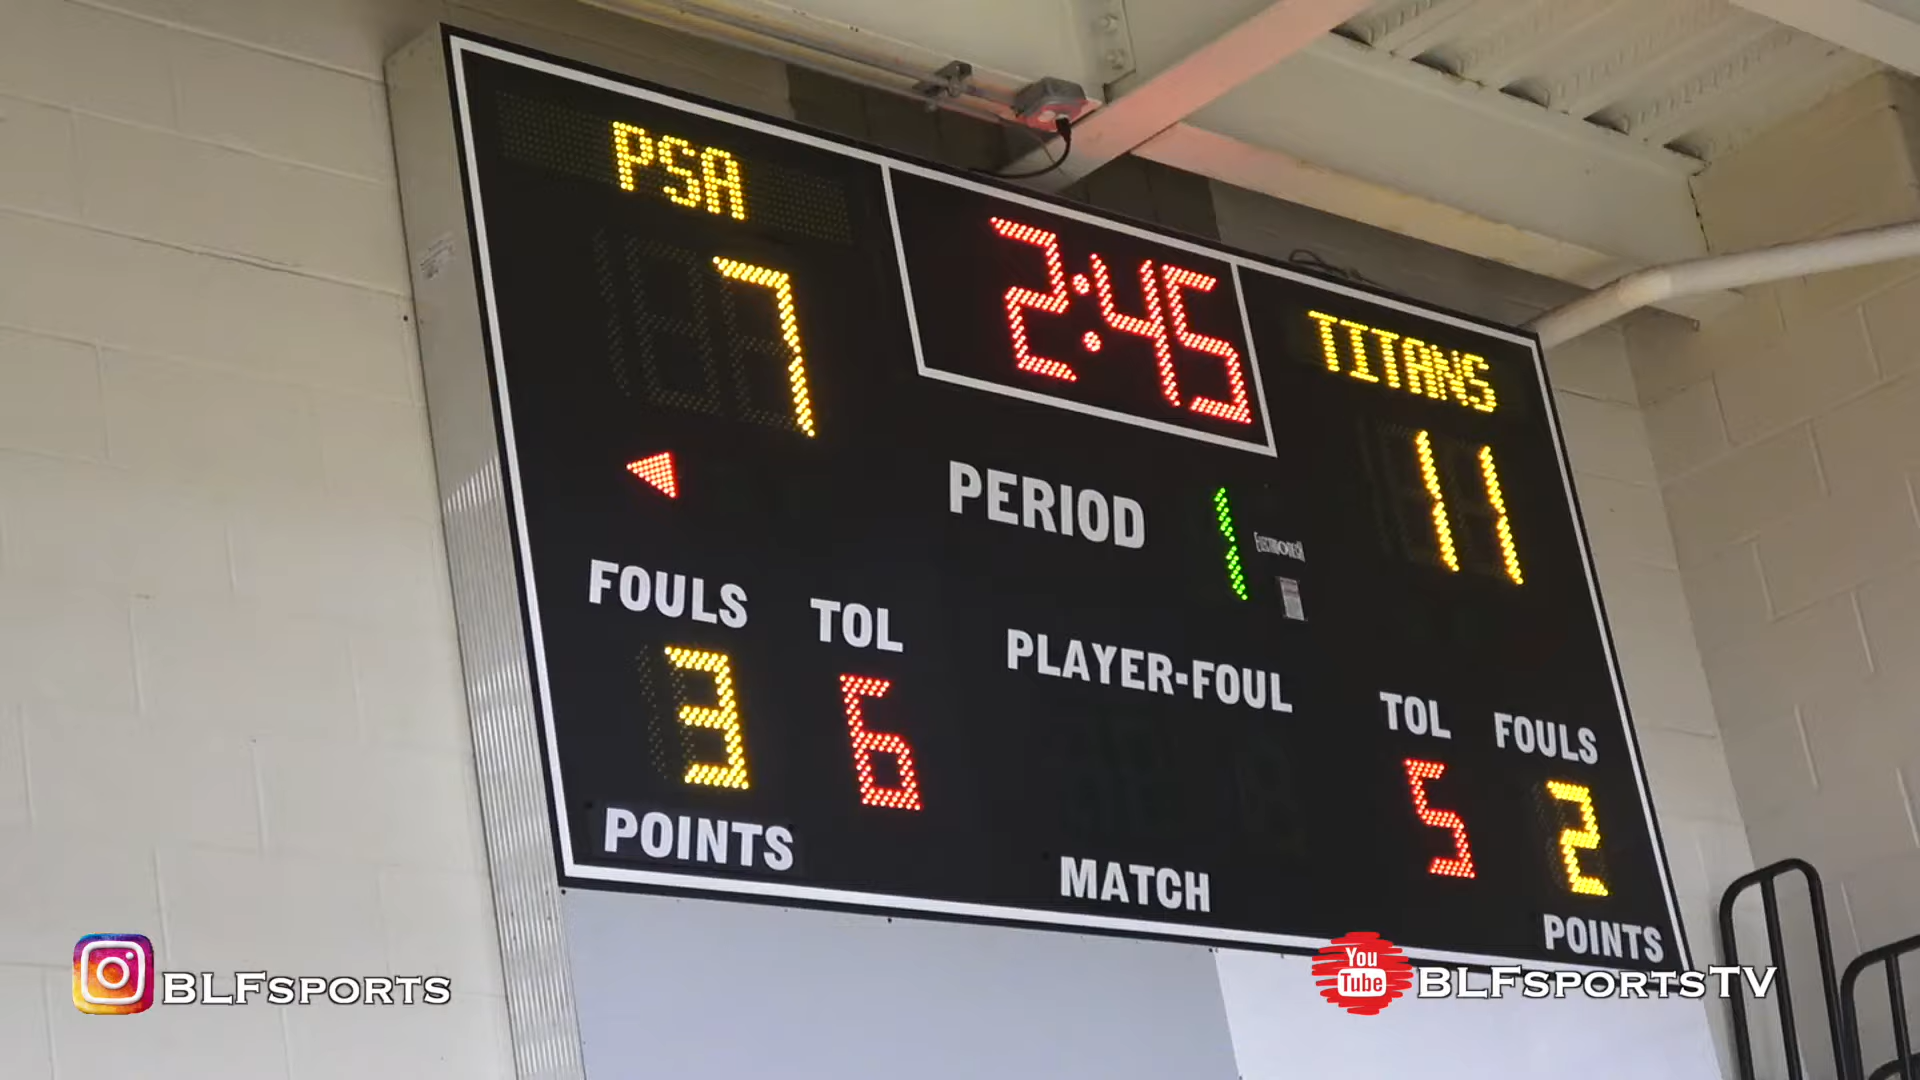 PSA
2:45
TITANS
7
11
PERIOD 1
FOULS TOL
PLAYER-FOUL
TOL FOULS
3 6
5 2
POINTS
MATCH
POINTS
BLFSPORTS
You Tube
BLFSPORTSTV